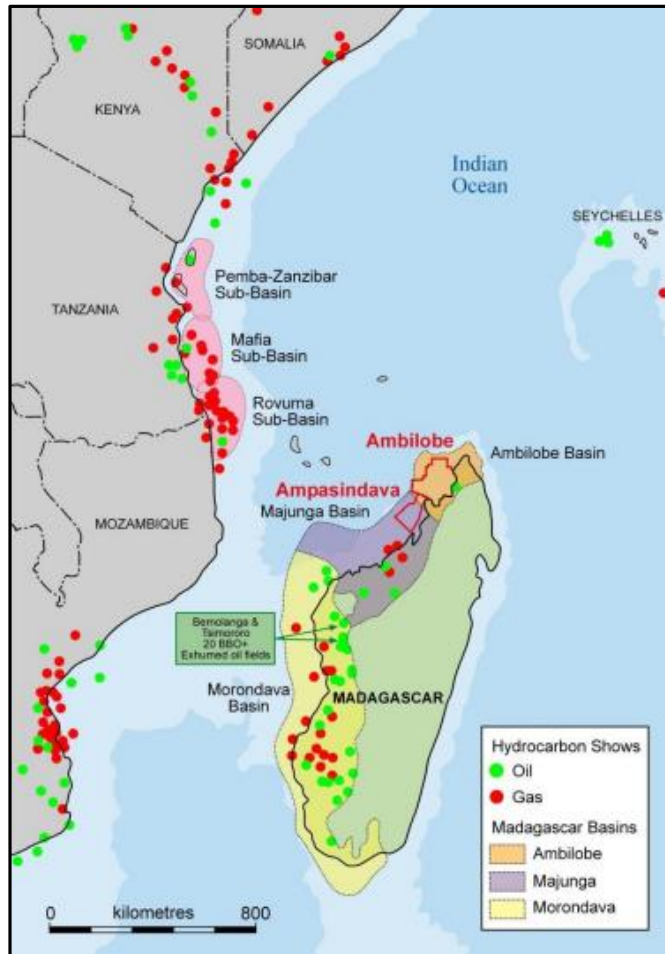 SOMALIA
KENYA
Indian
Ocean
SEYCHELLES
Pemba-Zanzibar
Sub-Basin
TANZANIA
Mafia
Sub-Basin
Rovuma
Sub-Basin
Ambilobe
Ambilobe Basin
Ampasindava
Majunga Basin
MOZAMBIQUE
Bemolanga &
Tsimororo
20 BBO+
Exhumed oil fields
Morondava
Basin
MADAGASCAR
Hydrocarbon Shows
Oil
Gas
Madagascar Basins
Ambilobe
Majunga
Morondava
0 kilometres 800